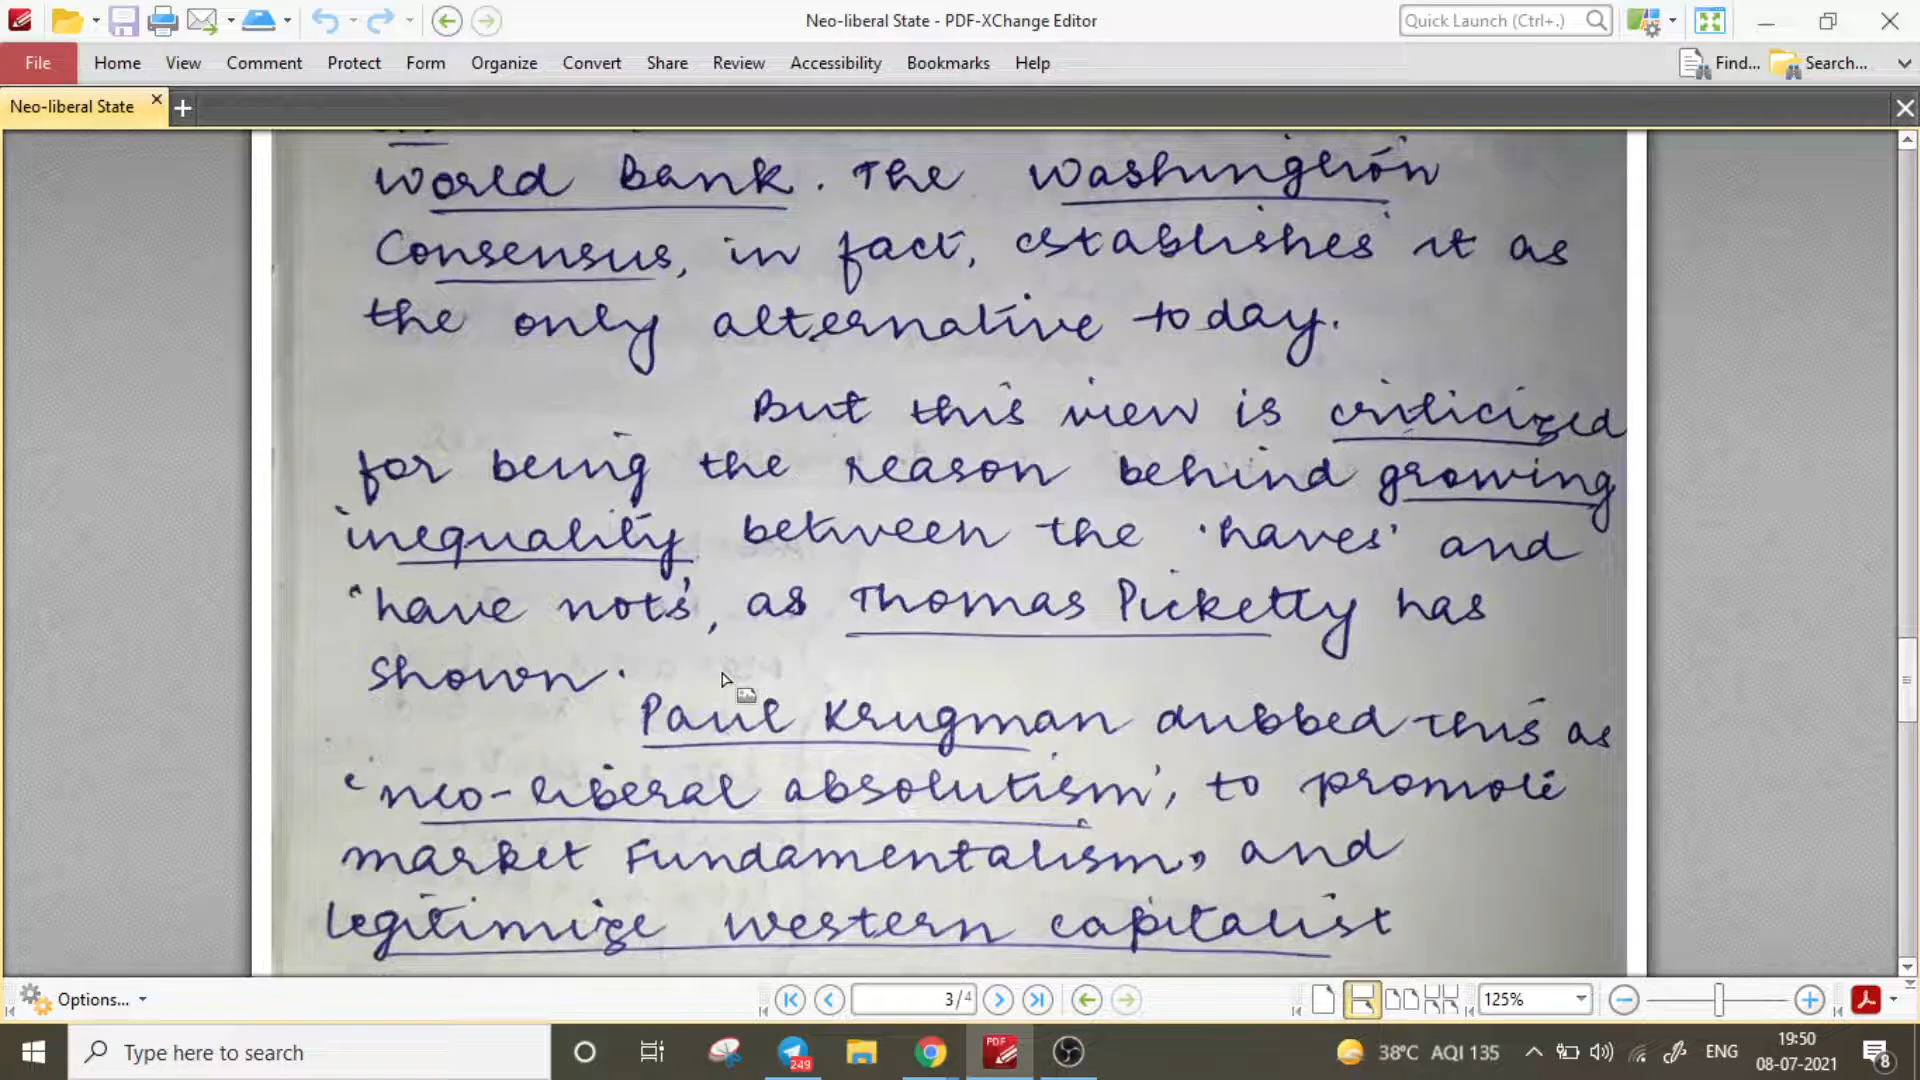 Neo-liberal State - PDF-XChange Editor
Quick Launch (Ctrl+.)
File Home View Comment Protect Form Organize Convert Share Review Accessibility Bookmarks Help Find... Search...
Neo-liberal State
World Bank. The Washington
Consensus, in fact, establishes it as
the only alternative today.
But this view is criticized
for being the reason behind growing
inequality between the 'haves' and
'have nots', as Thomas Picketty has
shown.
Paul Krugman dubbed this as
'neo-liberal absolutism', to promote
market Fundamentalism, and
legitimize western capitalist
Options... 3/4 125%
Type here to search
249
PDF
38°C AQI 135
ENG
19:50
08-07-2021
8